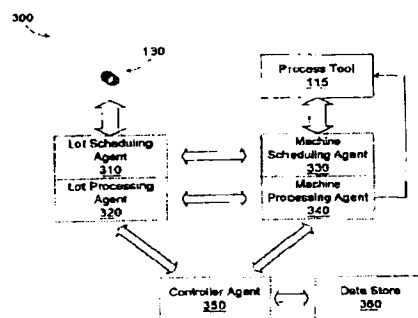 300
130
Process Tool
115
Lot Scheduling
Agent
310
Lot Processing
Agent
320
Machine
Scheduling Agent
330
Machine
Processing Agent
340
Controller Agent
350
Data Store
360